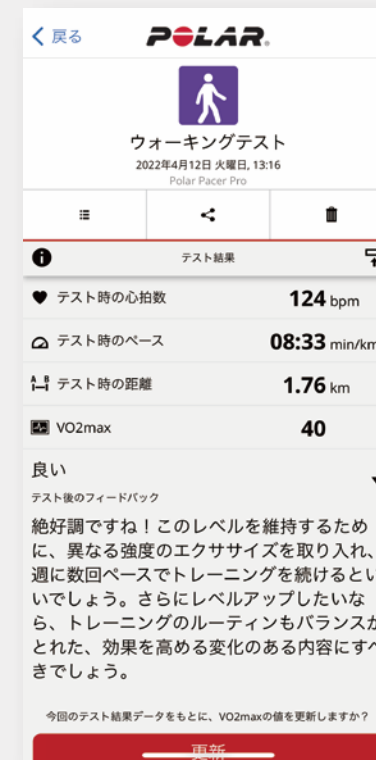 戻る
POLAR.
ウォーキングテスト
2022年4月12日 火曜日, 13:16
Polar Pacer Pro
テスト結果
テスト時の心拍数 124 bpm
テスト時のペース 08:33 min/km
A B テスト時の距離 1.76 km
VO2max 40
良い
テスト後のフィードバック
絶好調ですね！このレベルを維持するため
に、異なる強度のエクササイズを取り入れ、
週に数回ペースでトレーニングを続けるとい
いでしょう。さらにレベルアップしたいな
ら、トレーニングのルーティンもバランスが
とれた、効果を高める変化のある内容にすべ
きでしょう。
今回のテスト結果データをもとに、VO2maxの値を更新しますか？
更新